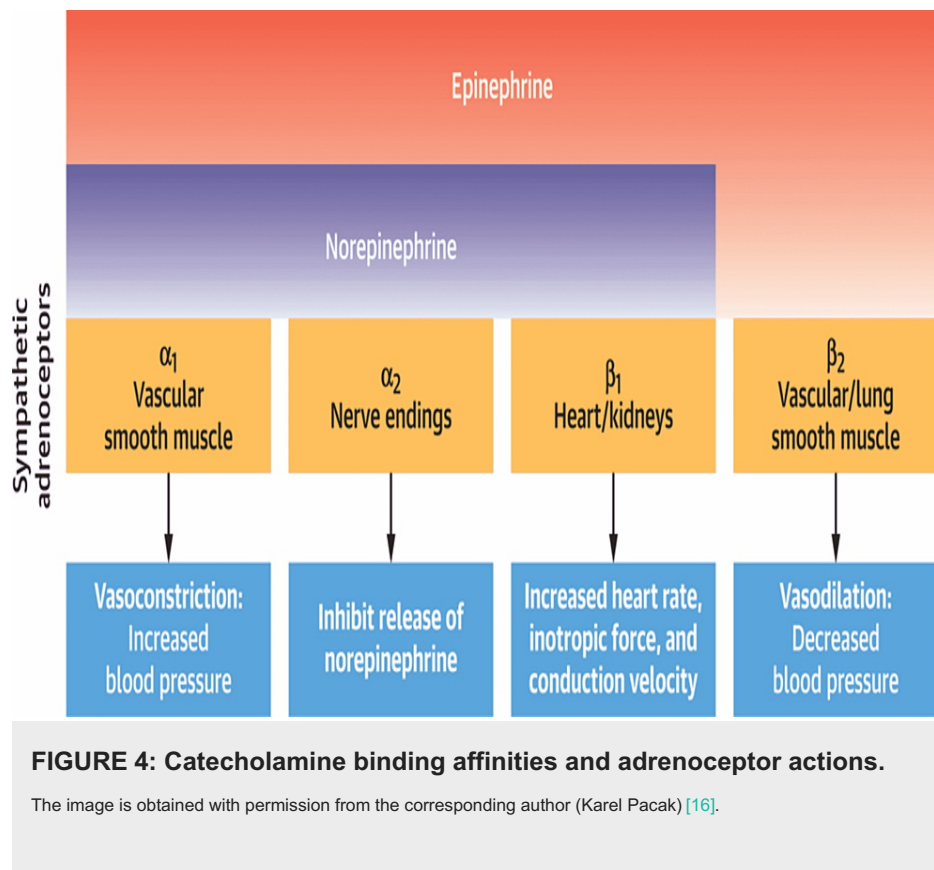 Epinephrine
Norepinephrine
Sympathetic
adrenoceptors
α₁
Vascular
smooth muscle
α₂
Nerve endings
β₁
Heart/kidneys
β₂
Vascular/lung
smooth muscle
Vasoconstriction:
Increased
blood pressure
Inhibit release of
norepinephrine
Increased heart rate,
inotropic force, and
conduction velocity
Vasodilation:
Decreased
blood pressure
FIGURE 4: Catecholamine binding affinities and adrenoceptor actions.
The image is obtained with permission from the corresponding author (Karel Pacak) [16].